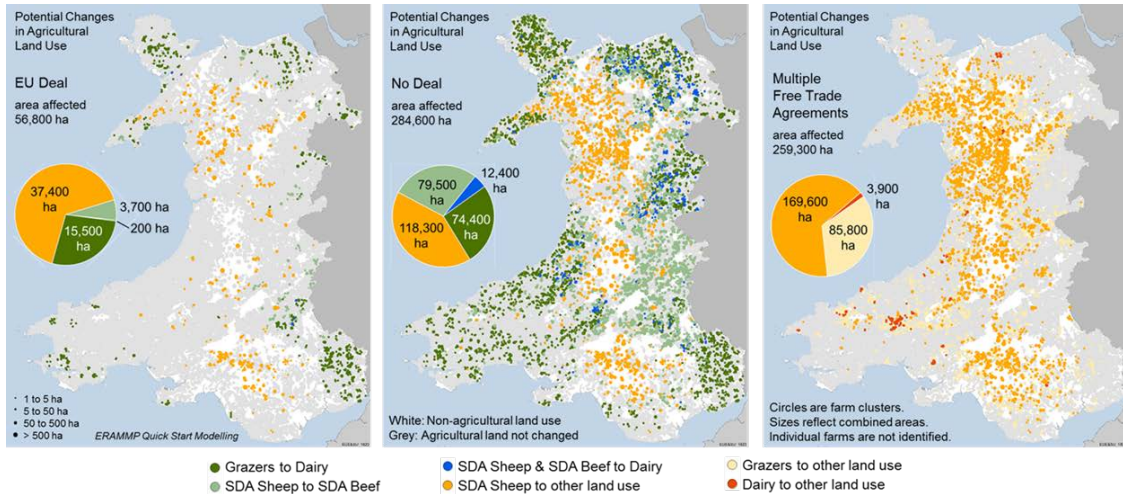 Potential Changes
in Agricultural
Land Use
EU Deal
area affected
56,800 ha
37,400
ha
3,700 ha
200 ha
15,500
ha
1 to 5 ha
5 to 50 ha
50 to 500 ha
> 500 ha
ERAMMP Quick Start Modelling
Potential Changes
in Agricultural
Land Use
No Deal
area affected
284,600 ha
79,500
ha
12,400
ha
74,400
ha
118,300
ha
White: Non-agricultural land use
Grey: Agricultural land not changed
Potential Changes
in Agricultural
Land Use
Multiple
Free Trade
Agreements
area affected
259,300 ha
169,600
ha
3,900
ha
85,800
ha
Circles are farm clusters.
Sizes reflect combined areas.
Individual farms are not identified.
Grazers to Dairy
SDA Sheep to SDA Beef
SDA Sheep & SDA Beef to Dairy
SDA Sheep to other land use
Grazers to other land use
Dairy to other land use